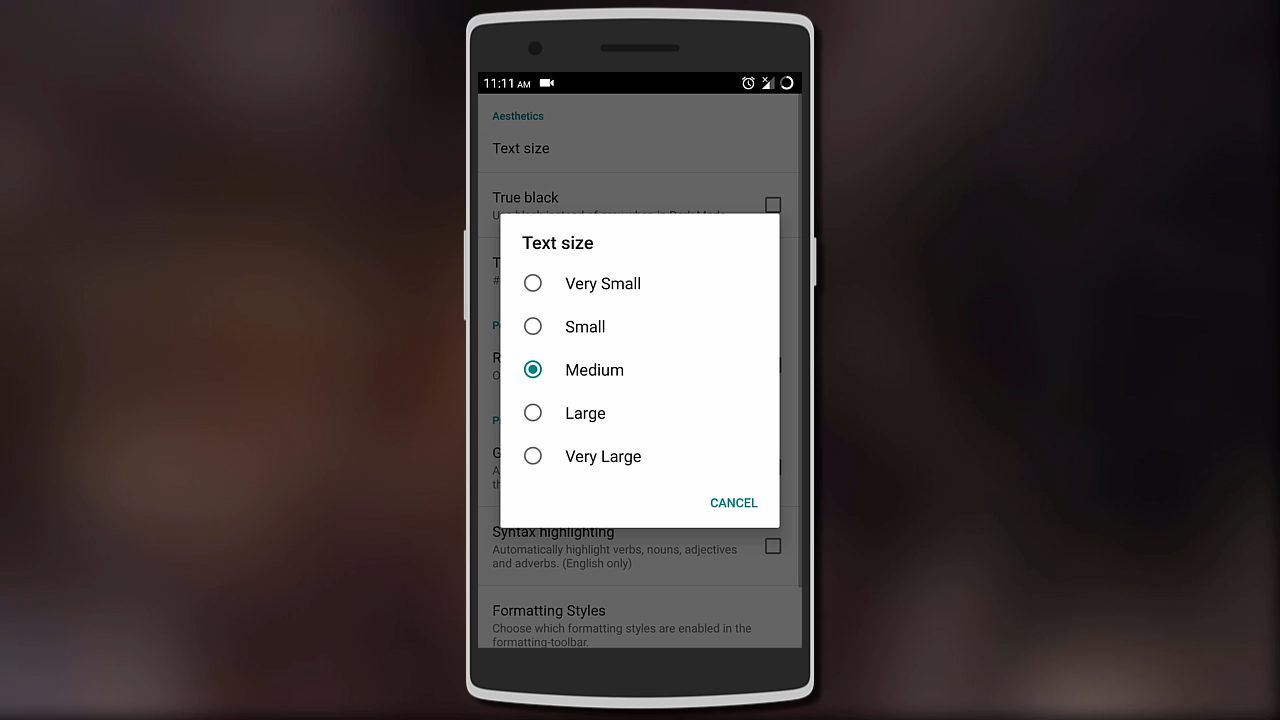 11:11 AM
Aesthetics
Text size
True black
Text size
Very Small
Small
Medium
Large
Very Large
CANCEL
Syntax highlighting
Automatically highlight verbs, nouns, adjectives
and adverbs. (English only)
Formatting Styles
Choose which formatting styles are enabled in the
formatting-toolbar.